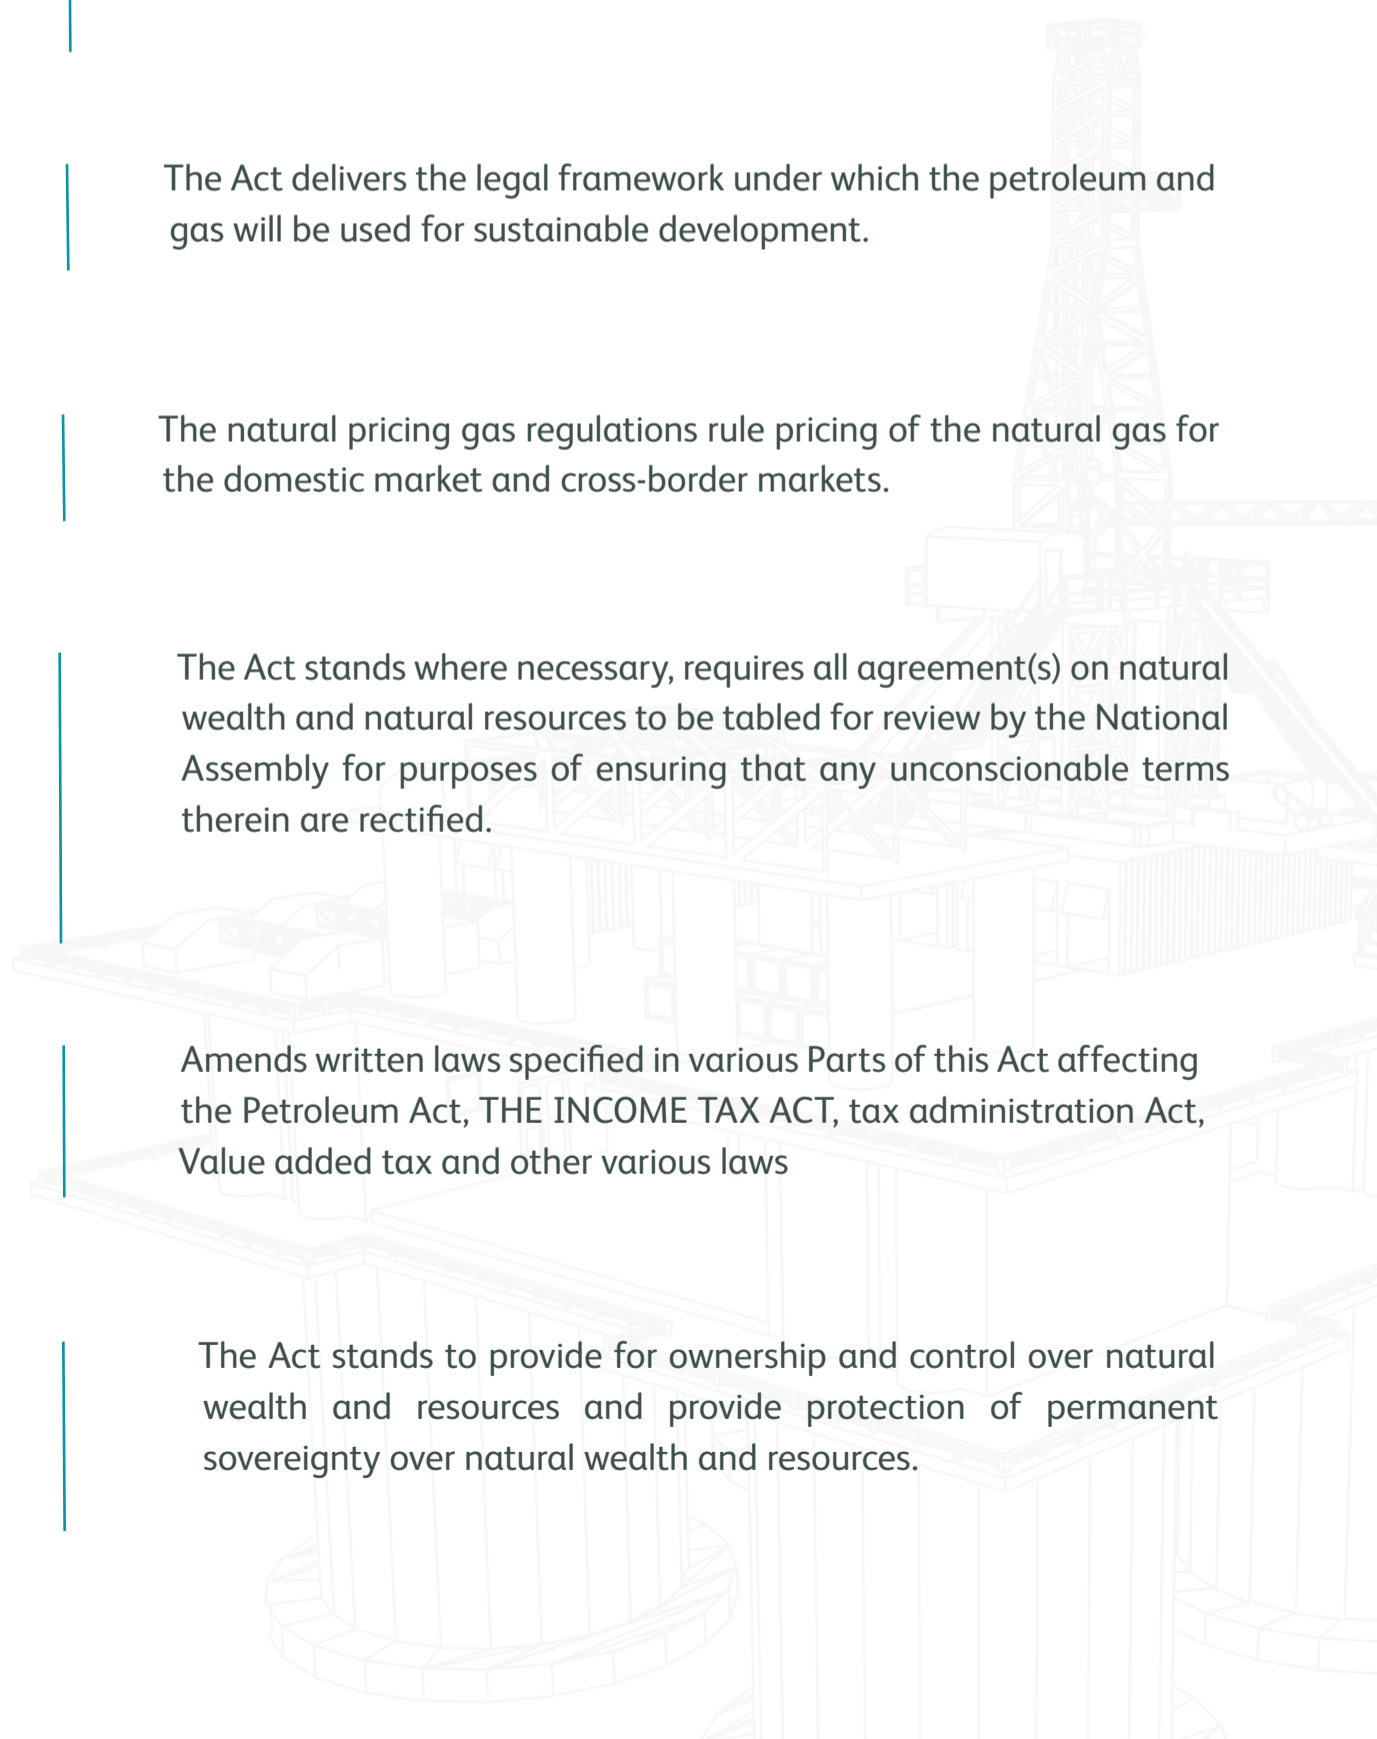 The Act delivers the legal framework under which the petroleum and
gas will be used for sustainable development.
The natural pricing gas regulations rule pricing of the natural gas for
the domestic market and cross-border markets.
The Act stands where necessary, requires all agreement(s) on natural
wealth and natural resources to be tabled for review by the National
Assembly for purposes of ensuring that any unconscionable terms
therein are rectified.
Amends written laws specified in various Parts of this Act affecting
the Petroleum Act, THE INCOME TAX ACT, tax administration Act,
Value added tax and other various laws
The Act stands to provide for ownership and control over natural
wealth and resources and provide protection of permanent
sovereignty over natural wealth and resources.